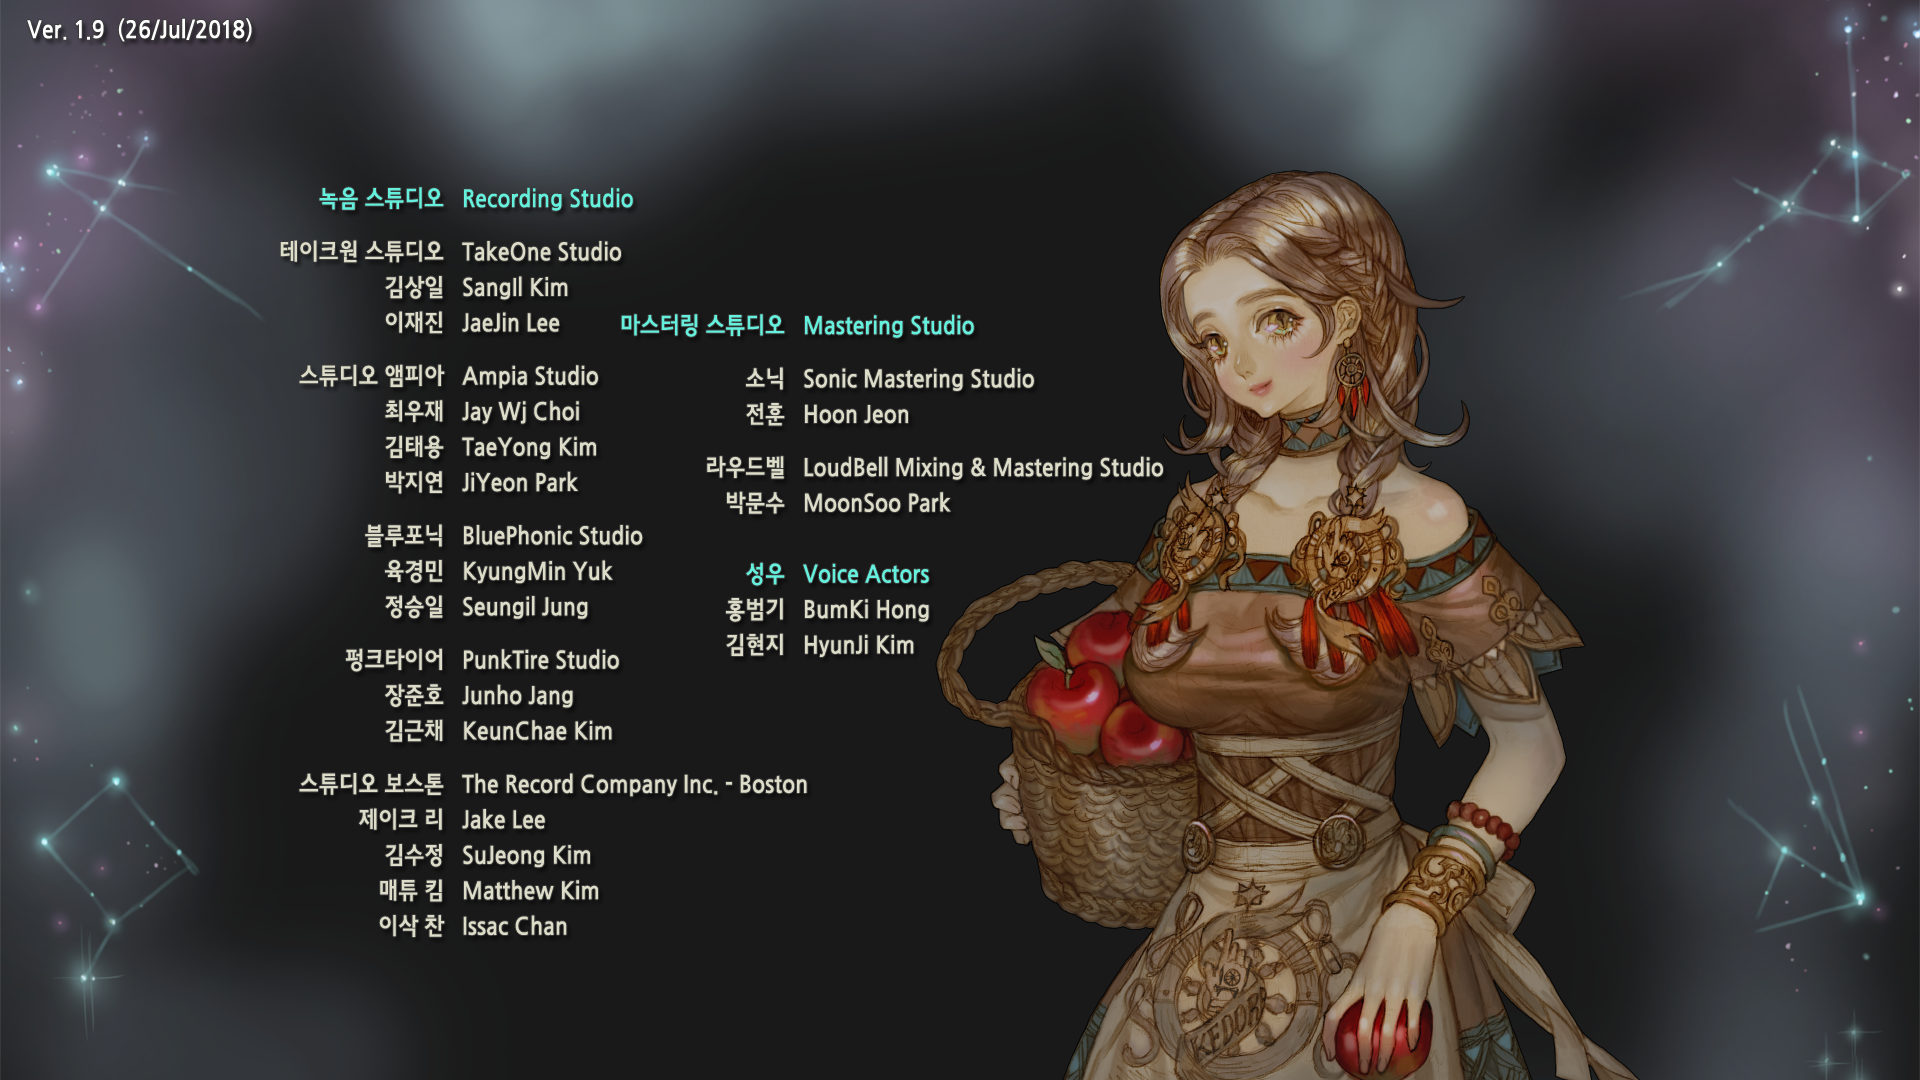 Ver. 1.9 (26/Jul/2018)
녹음 스튜디오 Recording Studio
테이크원 스튜디오 TakeOne Studio
김상일 SangIl Kim
이재진 JaeJin Lee
스튜디오 앰피아 Ampia Studio
최우재 Jay Wj Choi
김태용 TaeYong Kim
박지연 JiYeon Park
블루포닉 BluePhonic Studio
육경민 KyungMin Yuk
정승일 Seungil Jung
펑크타이어 PunkTire Studio
장준호 Junho Jang
김근채 KeunChae Kim
스튜디오 보스톤 The Record Company Inc. - Boston
제이크 리 Jake Lee
김수정 SuJeong Kim
매튜 킴 Matthew Kim
이삭 찬 Issac Chan
마스터링 스튜디오 Mastering Studio
소닉 Sonic Mastering Studio
전훈 Hoon Jeon
라우드벨 LoudBell Mixing & Mastering Studio
박문수 MoonSoo Park
성우 Voice Actors
홍범기 BumKi Hong
김현지 HyunJi Kim